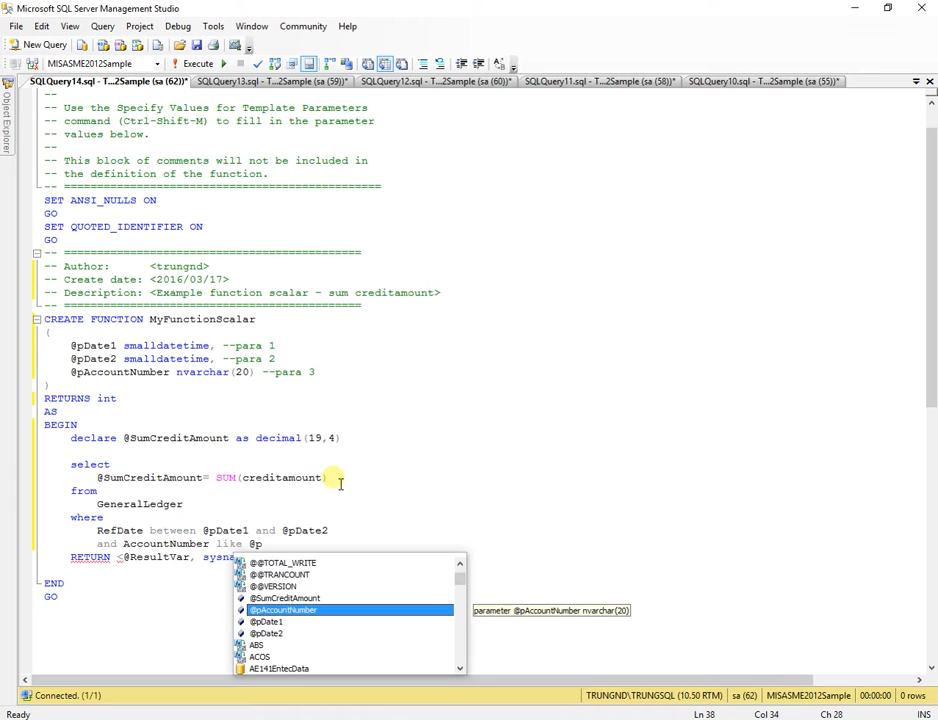 Microsoft SQL Server Management Studio
File Edit View Query Project Debug Tools Window Community Help
New Query
MISASME2012Sample Execute
SQLQuery14.sql - T...2Sample (sa (62))* SQLQuery13.sql - T...2Sample (sa (59))* SQLQuery12.sql - T...2Sample (sa (60))* SQLQuery11.sql - T...2Sample (sa (58))* SQLQuery10.sql - T...2Sample (sa (55))*
Object Explorer
--
-- Use the Specify Values for Template Parameters
-- command (Ctrl-Shift-M) to fill in the parameter
-- values below.
--
-- This block of comments will not be included in
-- the definition of the function.
-- ================================================
SET ANSI_NULLS ON
GO
SET QUOTED_IDENTIFIER ON
GO
-- =============================================
-- Author: <trungnd>
-- Create date: <2016/03/17>
-- Description: <Example function scalar - sum creditamount>
-- =============================================
CREATE FUNCTION MyFunctionScalar
(
@pDate1 smalldatetime, --para 1
@pDate2 smalldatetime, --para 2
@pAccountNumber nvarchar(20) --para 3
)
RETURNS int
AS
BEGIN
declare @SumCreditAmount as decimal(19,4)
select
@SumCreditAmount= SUM(creditamount)
from
GeneralLedger
where
RefDate between @pDate1 and @pDate2
and AccountNumber like @p
RETURN <@ResultVar, sysna
END
GO
@@TOTAL_WRITE
@@TRANCOUNT
@@VERSION
@SumCreditAmount
@pAccountNumber
parameter @pAccountNumber nvarchar(20)
@pDate1
@pDate2
ABS
ACOS
AE141EntecData
Connected. (1/1) TRUNGND\TRUNGSQL (10.50 RTM) sa (62) MISASME2012Sample 00:00:00 0 rows
Ready Ln 38 Col 34 Ch 28 INS